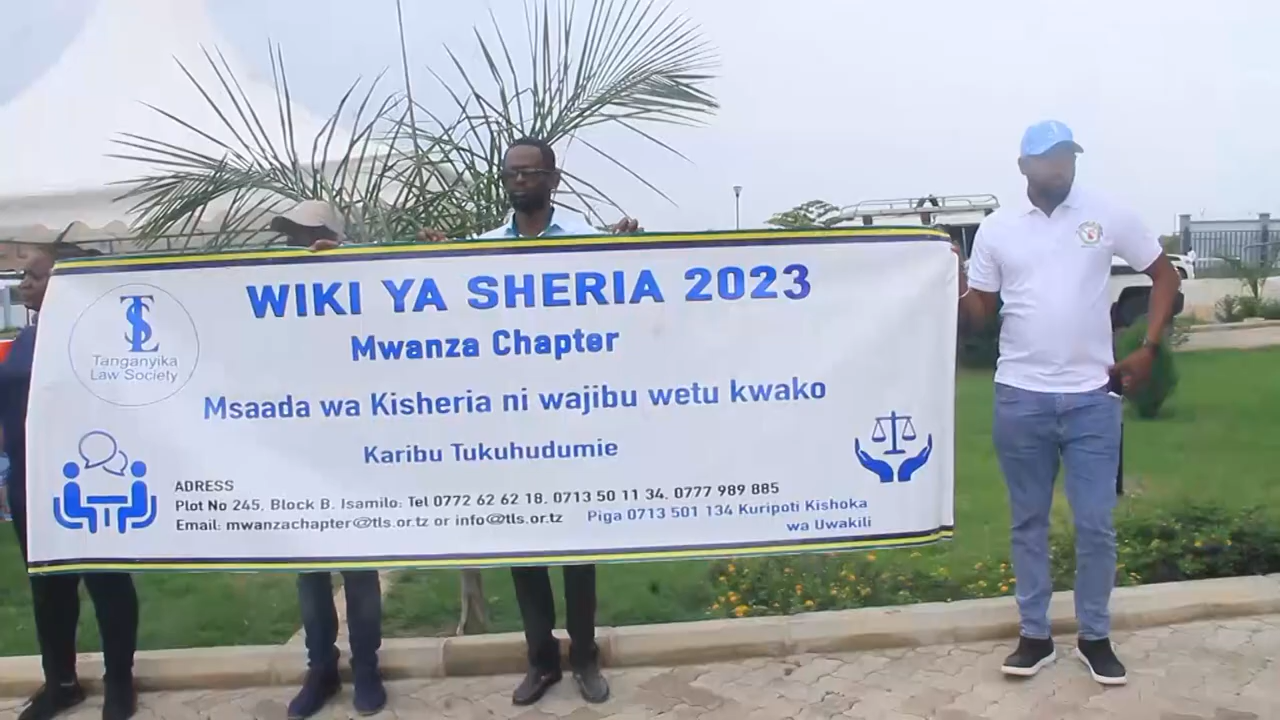 WIKI YA SHERIA 2023
TLS
Tanganyika
Law Society
Mwanza Chapter
Msaada wa Kisheria ni wajibu wetu kwako
Karibu Tukuhudumie
ADRESS
Plot No 245, Block B. Isamilo: Tel 0772 62 62 18. 0713 50 11 34. 0777 989 885
Email: mwanzachapter@tls.or.tz or info@tls.or.tz
Piga 0713 501 134 Kuripoti Kishoka
wa Uwakili